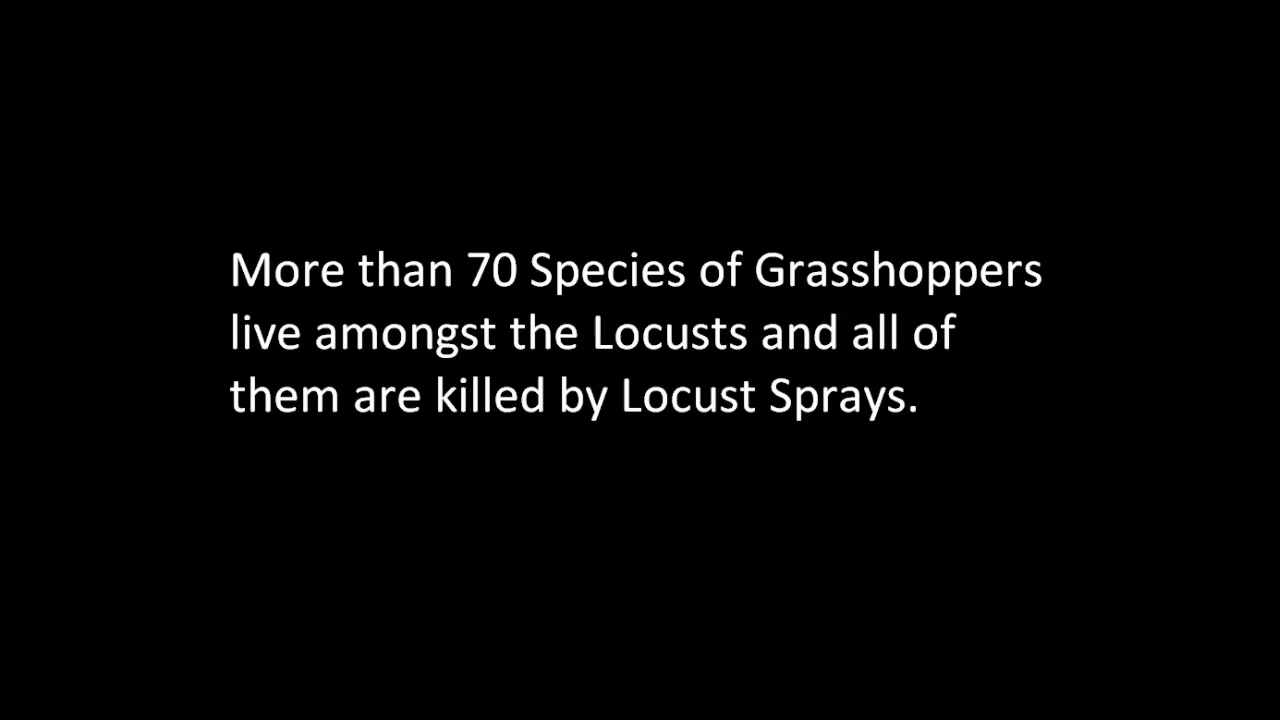 More than 70 Species of Grasshoppers
live amongst the Locusts and all of
them are killed by Locust Sprays.